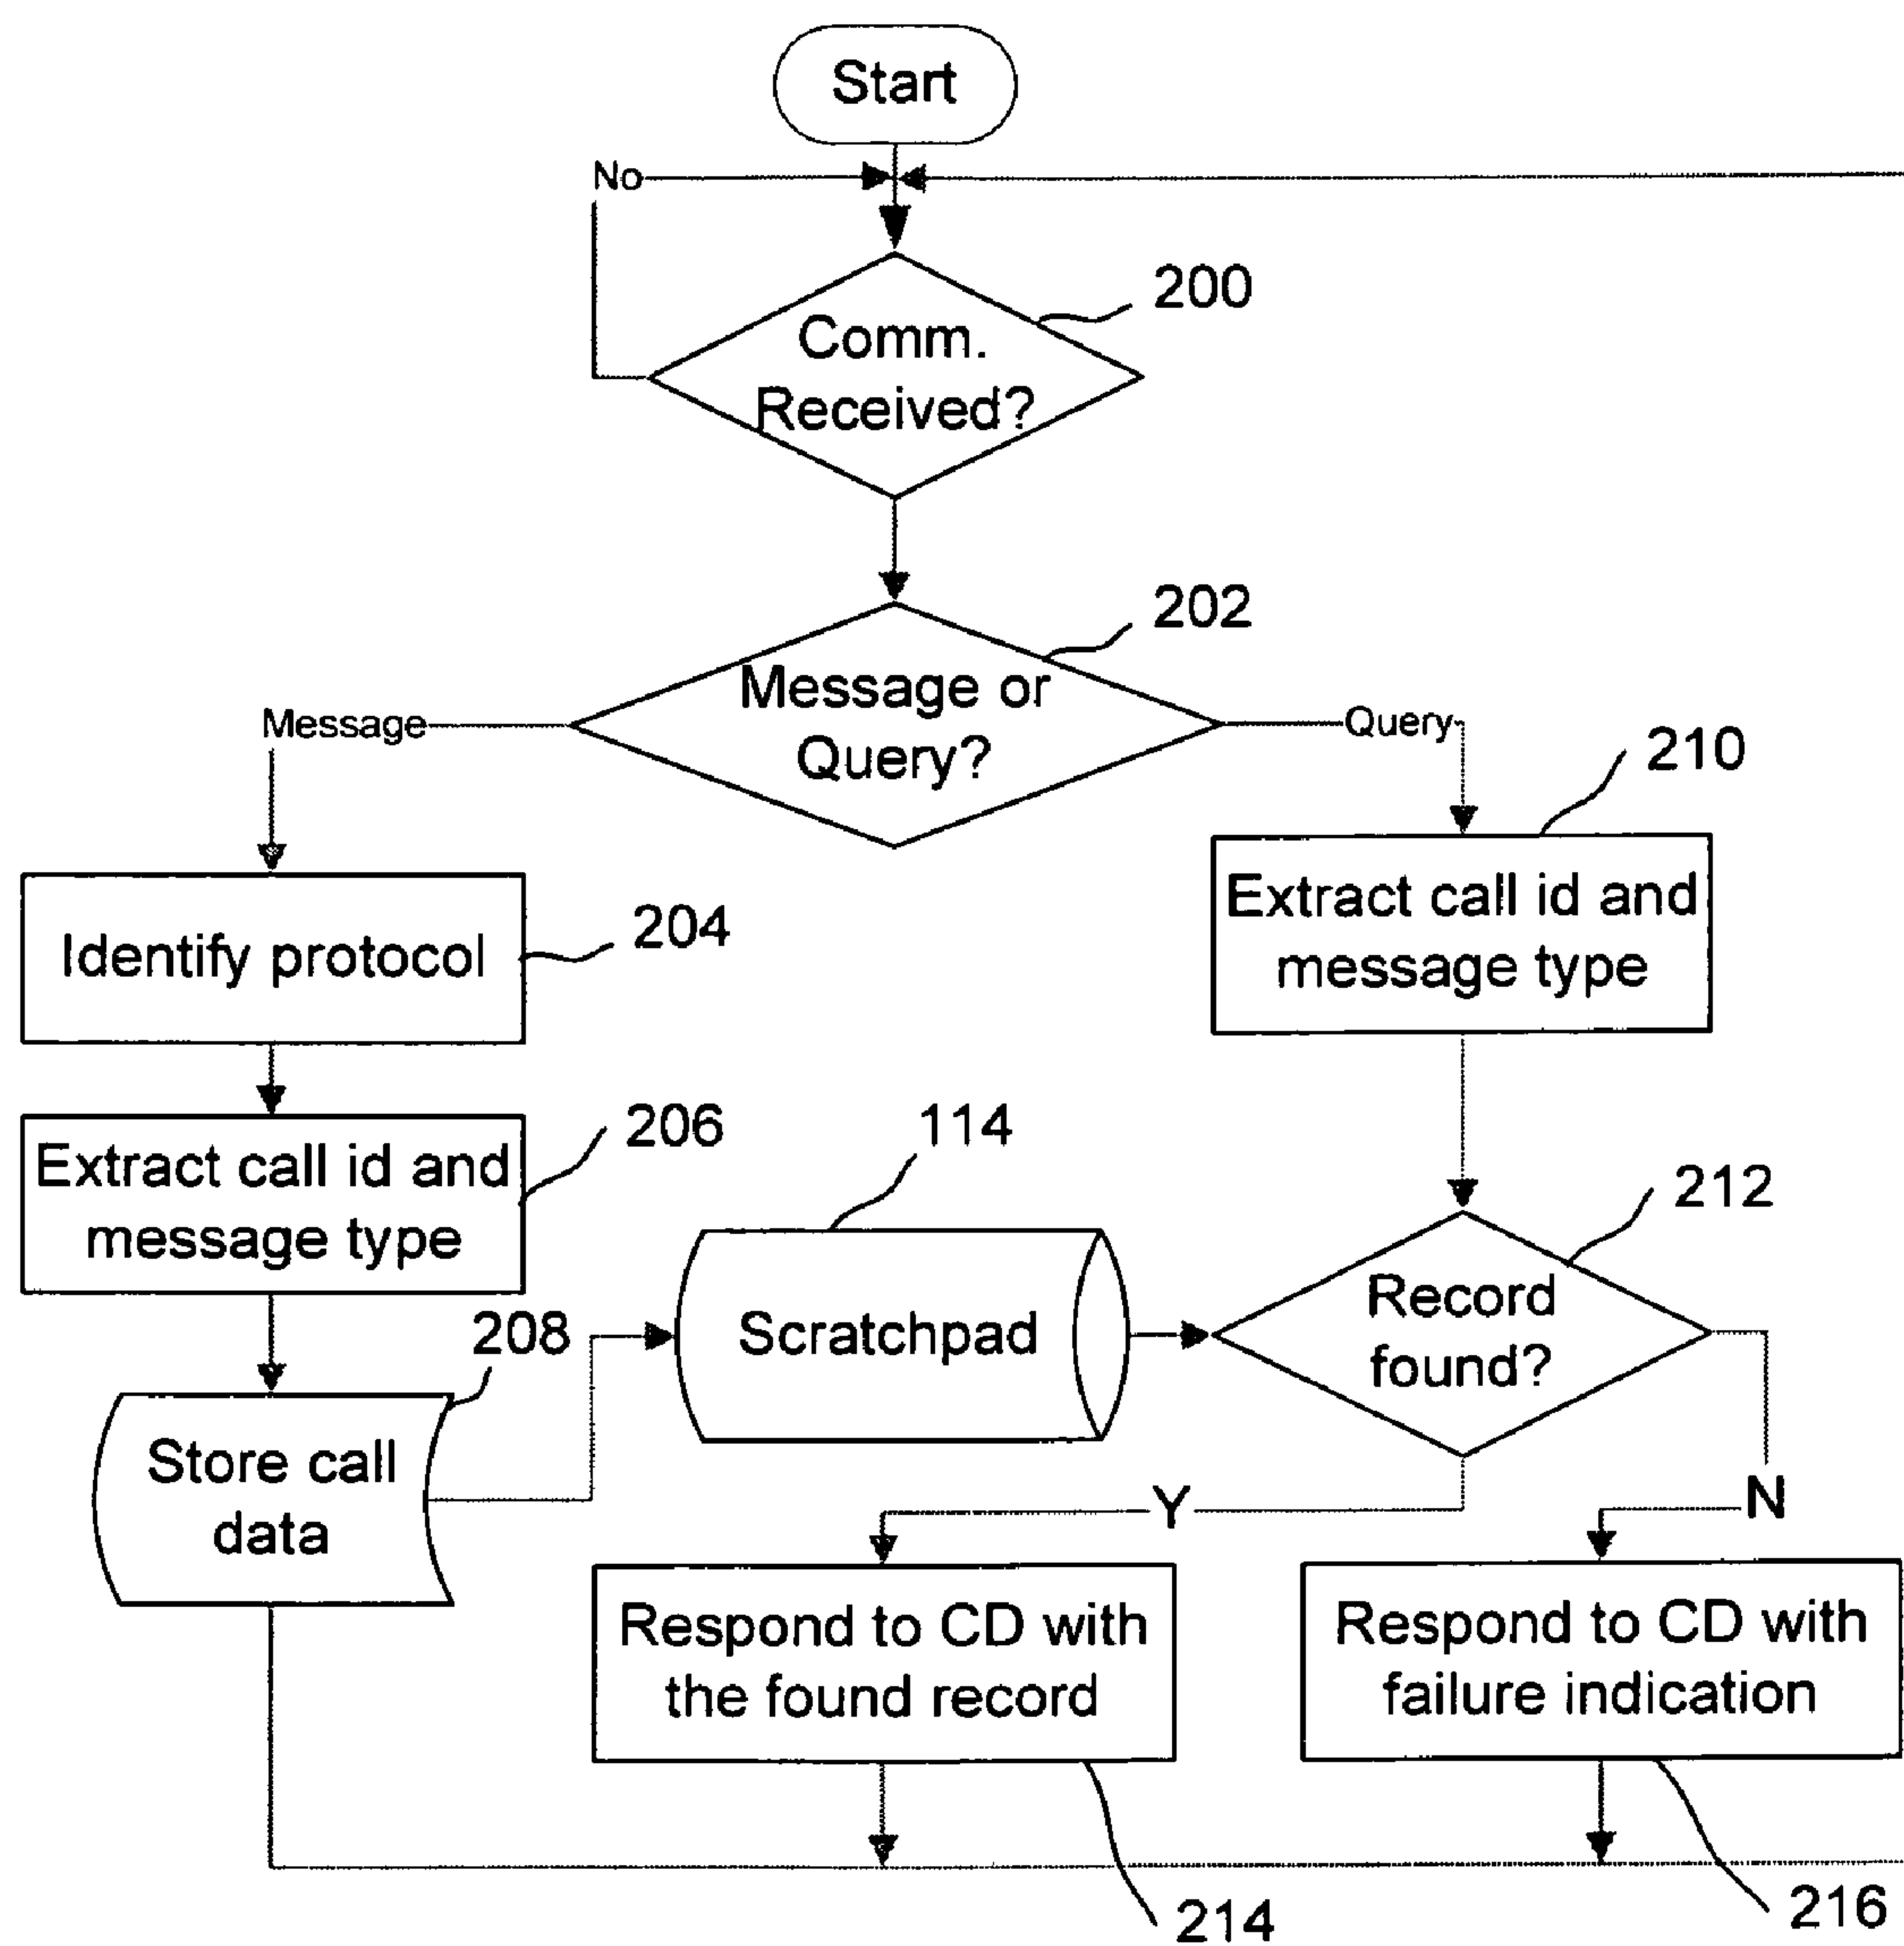 Start
No
200
Comm.
Received?
202
Message or
Query?
Message
Query
210
Extract call id and
message type
204
Identify protocol
206
Extract call id and
message type
114
Scratchpad
212
Record
found?
208
Store call
data
Y
N
Respond to CD with
the found record
Respond to CD with
failure indication
214
216